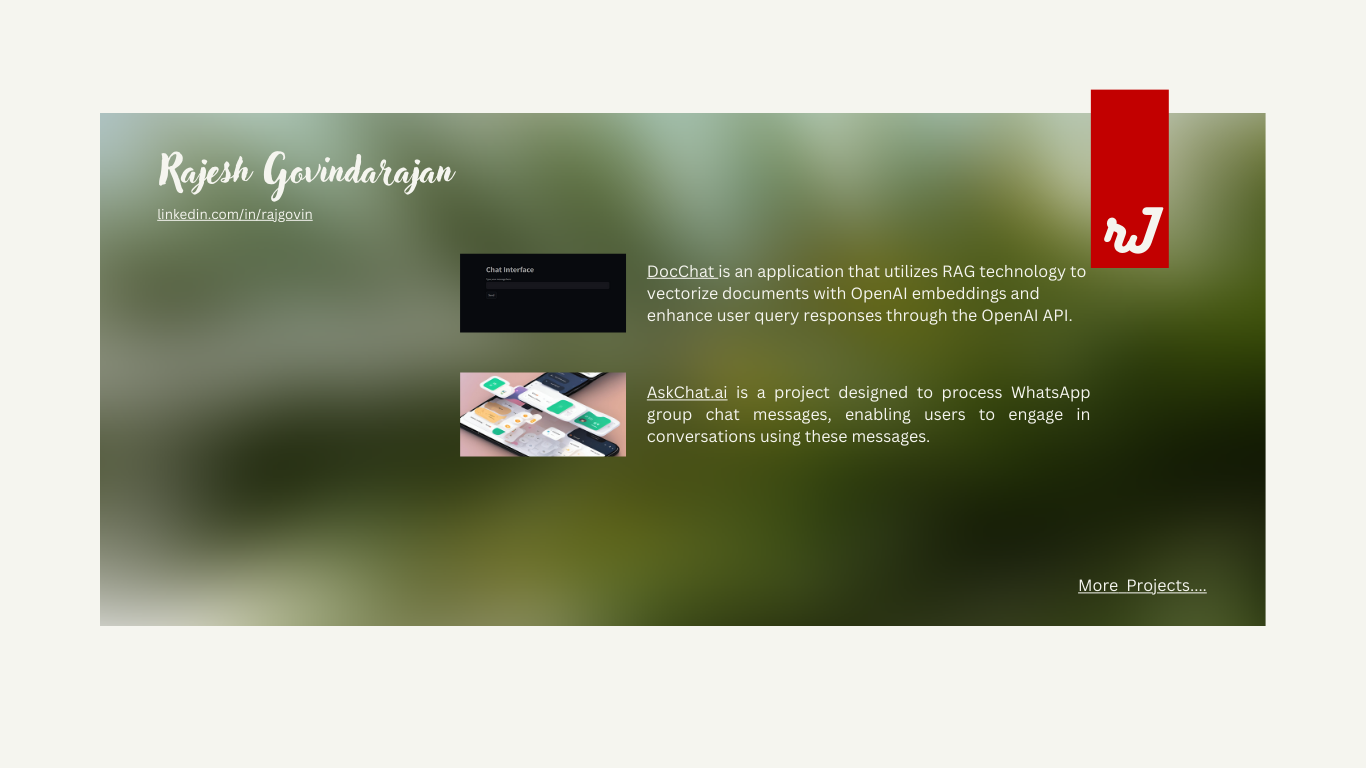 Rajesh Govindarajan
linkedin.com/in/rajgovin
rJ
Chat Interface
DocChat is an application that utilizes RAG technology to
vectorize documents with OpenAI embeddings and
enhance user query responses through the OpenAI API.
AskChat.ai is a project designed to process WhatsApp
group chat messages, enabling users to engage in
conversations using these messages.
More Projects....